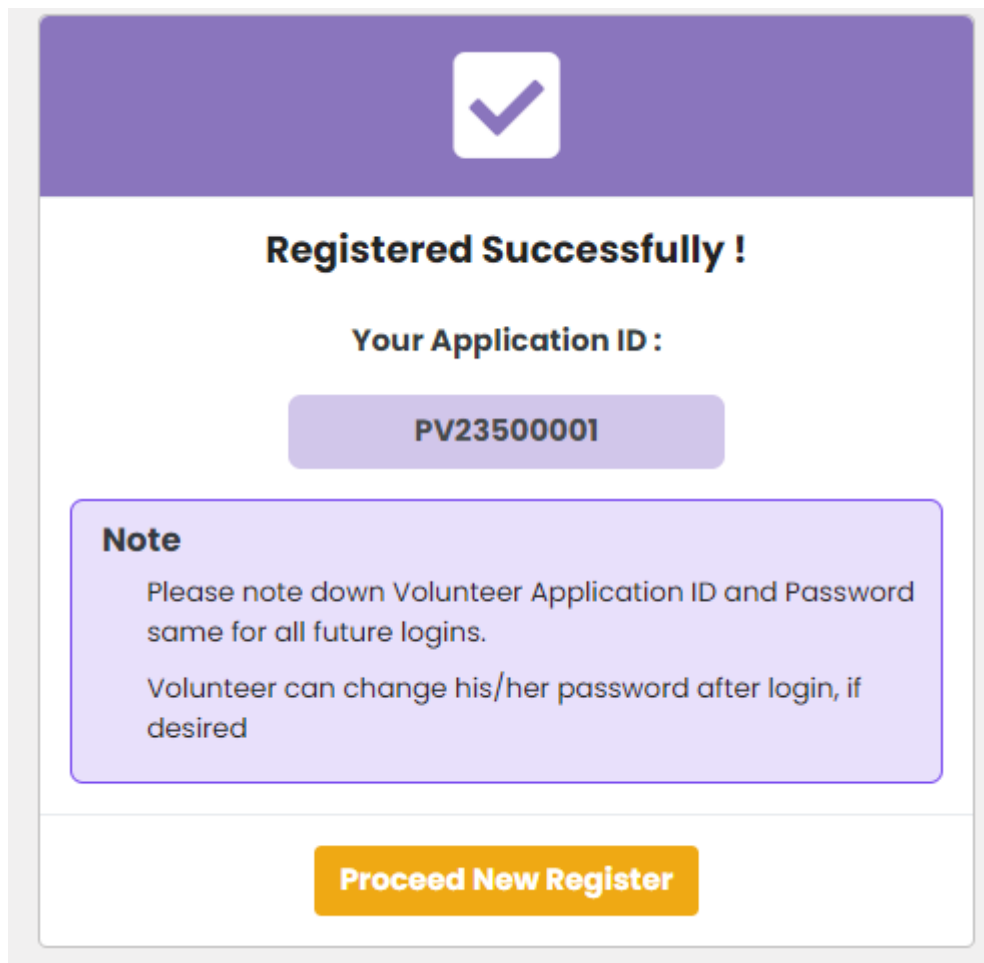 Registered Successfully !
Your Application ID :
PV23500001
Note
Please note down Volunteer Application ID and Password
same for all future logins.
Volunteer can change his/her password after login, if
desired
Proceed New Register